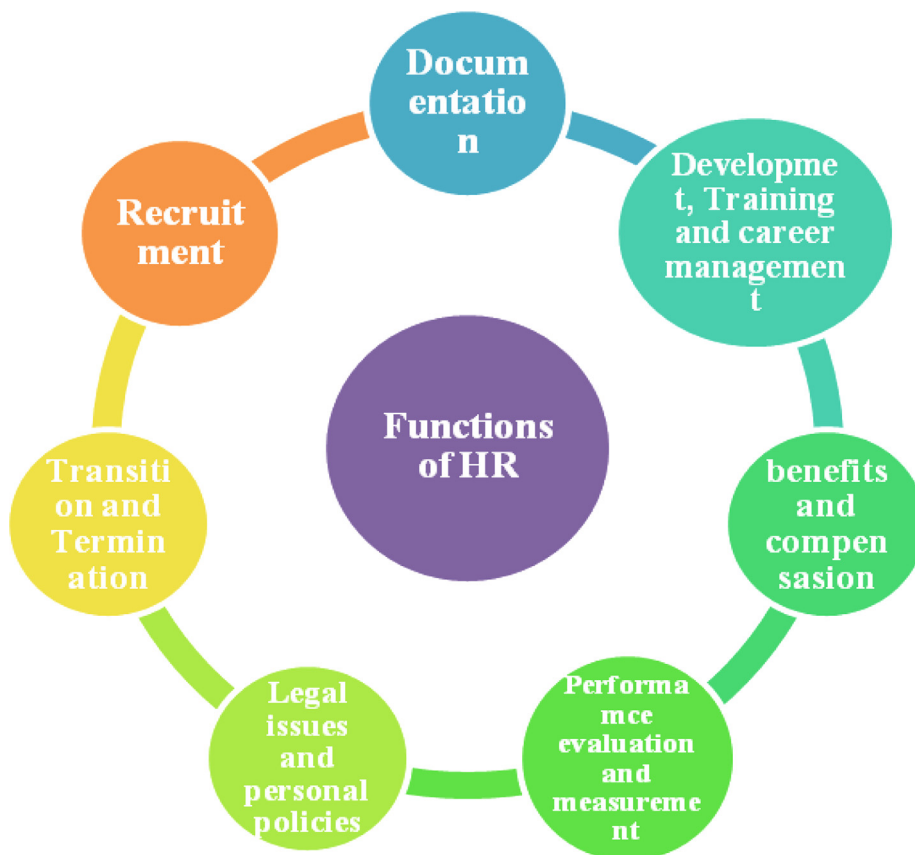 Docum
entatio
n
Developme
t, Training
and career
managemen
t
benefits
and
compen
sasion
Performa
mce
evaluation
and
measureme
nt
Legal
issues
and
personal
policies
Transiti
on and
Termin
ation
Recruit
ment
Functions
of HR